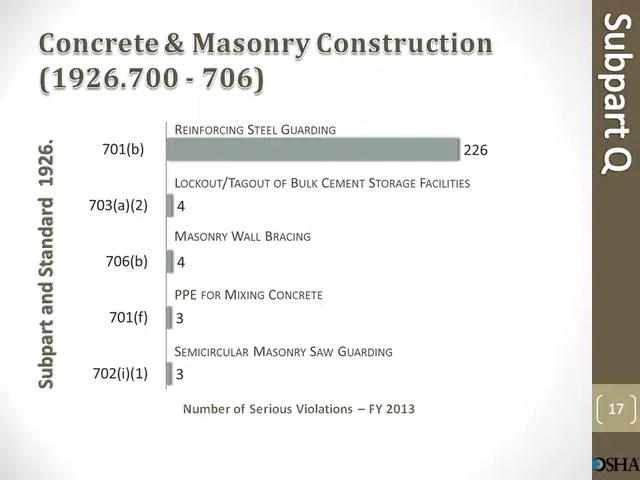 Concrete & Masonry Construction
(1926.700 - 706)
Subpart Q
Subpart and Standard 1926.
REINFORCING STEEL GUARDING
701(b)
226
LOCKOUT/TAGOUT OF BULK CEMENT STORAGE FACILITIES
703(a)(2)
4
MASONRY WALL BRACING
706(b)
4
PPE FOR MIXING CONCRETE
701(f)
3
SEMICIRCULAR MASONRY SAW GUARDING
702(i)(1)
3
Number of Serious Violations – FY 2013
17
OSHA